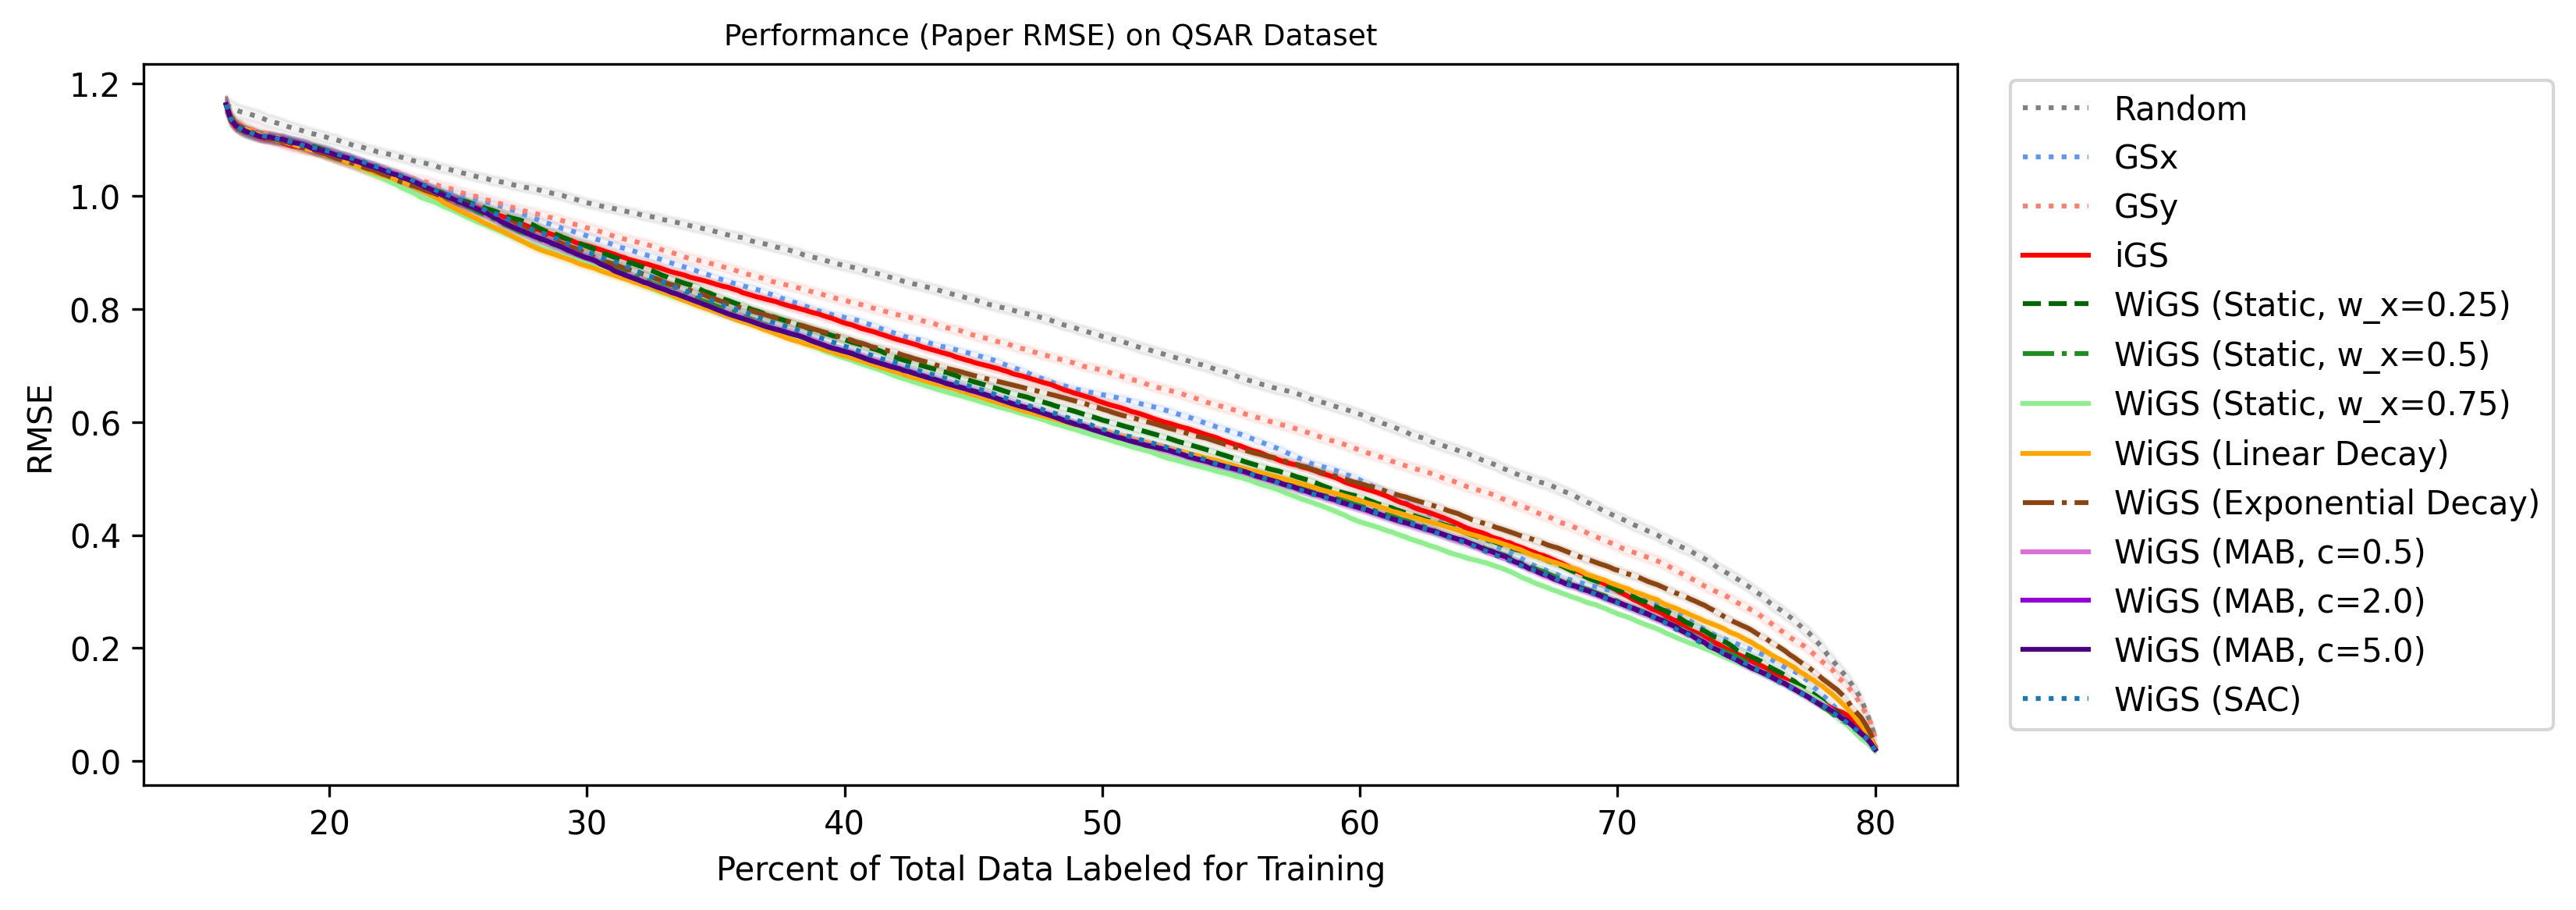 Performance (Paper RMSE) on QSAR Dataset
1.2
1.0
0.8
0.6
0.4
0.2
0.0
RMSE
20 30 40 50 60 70 80
Percent of Total Data Labeled for Training
Random
GSx
GSy
iGS
WiGS (Static, w_x=0.25)
WiGS (Static, w_x=0.5)
WiGS (Static, w_x=0.75)
WiGS (Linear Decay)
WiGS (Exponential Decay)
WiGS (MAB, c=0.5)
WiGS (MAB, c=2.0)
WiGS (MAB, c=5.0)
WiGS (SAC)